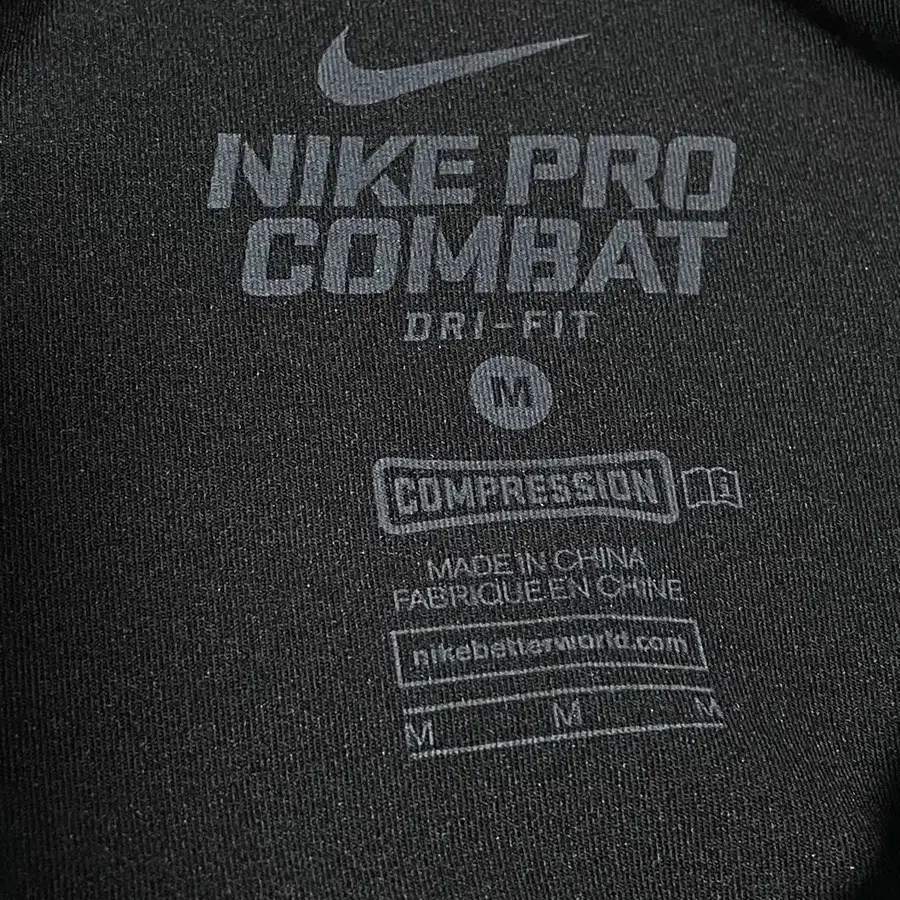 NIKE PRO
COMBAT
DRI-FIT
M
COMPRESSION
MADE IN CHINA
FABRIQUE EN CHINE
nikebetterworld.com
M M M